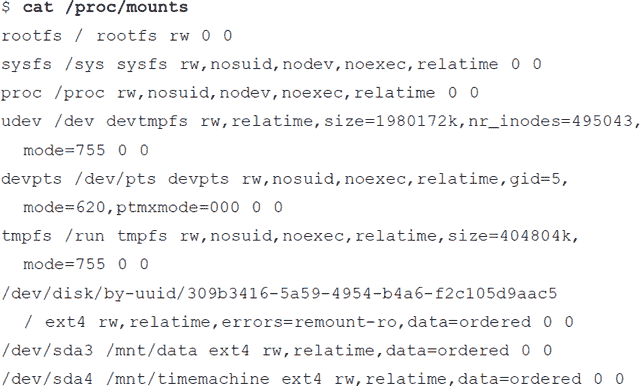 $ cat /proc/mounts
rootfs / rootfs rw 0 0
sysfs /sys sysfs rw,nosuid,nodev,noexec,relatime 0 0
proc /proc rw,nosuid,nodev,noexec,relatime 0 0
udev /dev devtmpfs rw,relatime,size=1980172k,nr_inodes=495043,
mode=755 0 0
devpts /dev/pts devpts rw,nosuid,noexec,relatime,gid=5,
mode=620,ptmxmode=000 0 0
tmpfs /run tmpfs rw,nosuid,noexec,relatime,size=404804k,
mode=755 0 0
/dev/disk/by-uuid/309b3416-5a59-4954-b4a6-f2c105d9aac5
/ ext4 rw,relatime,errors=remount-ro,data=ordered 0 0
/dev/sda3 /mnt/data ext4 rw,relatime,data=ordered 0 0
/dev/sda4 /mnt/timemachine ext4 rw,relatime,data=ordered 0 0